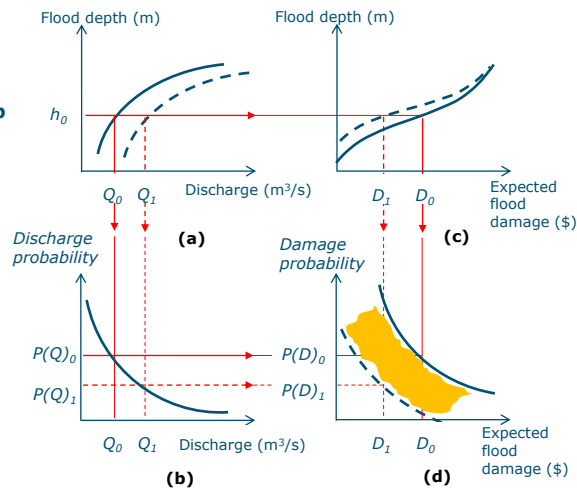 Flood depth (m)
h0
Q0 Q1
Discharge (m³/s)
(a)
Flood depth (m)
D1 D0
Expected
flood
damage ($)
(c)
Discharge
probability
P(Q)0
P(Q)1
Q0 Q1
Discharge (m³/s)
(b)
Damage
probability
P(D)0
P(D)1
D1 D0
Expected
flood
damage ($)
(d)